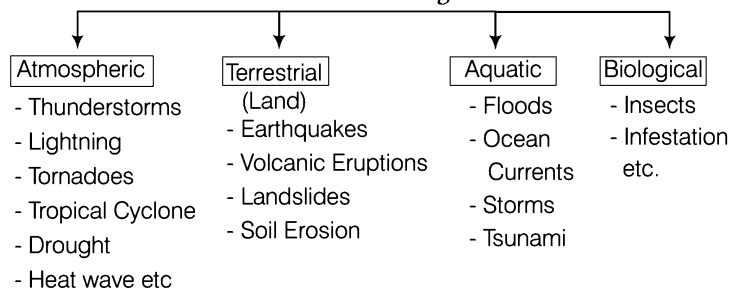 Atmospheric
- Thunderstorms
- Lightning
- Tornadoes
- Tropical Cyclone
- Drought
- Heat wave etc
Terrestrial
(Land)
- Earthquakes
- Volcanic Eruptions
- Landslides
- Soil Erosion
Aquatic
- Floods
- Ocean
Currents
- Storms
- Tsunami
Biological
- Insects
- Infestation
etc.